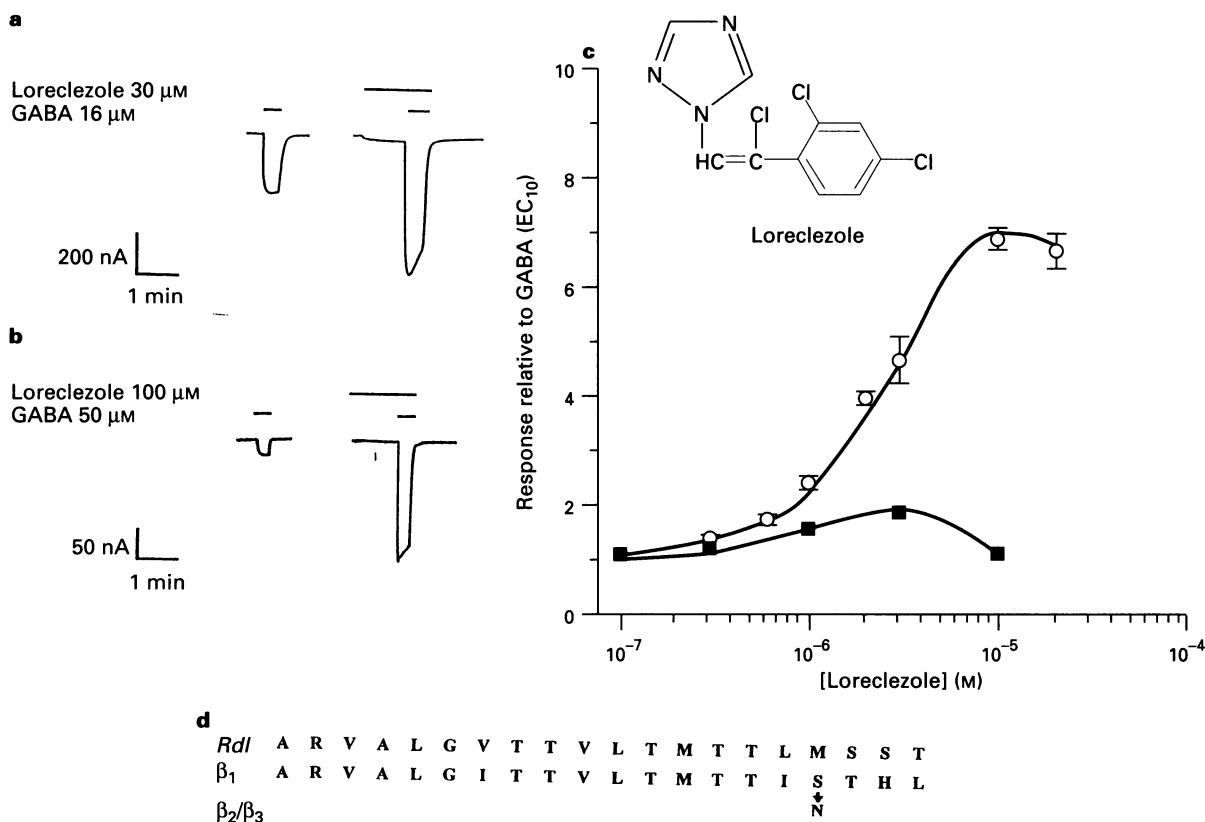 a
Loreclezole 30 µM
GABA 16 µM
200 nA
1 min
b
Loreclezole 100 µM
GABA 50 µM
50 nA
1 min
c
Response relative to GABA (EC10)
10
8
6
4
2
0
10-7
10-6
10-5
10-4
[Loreclezole] (M)
N
N
N
Cl
Cl
HC=C
Cl
Loreclezole
d
Rdl A R V A L G V T T V L T M T T L M S S T
β1 A R V A L G I T T V L T M T T I S T H L
β2/β3 N